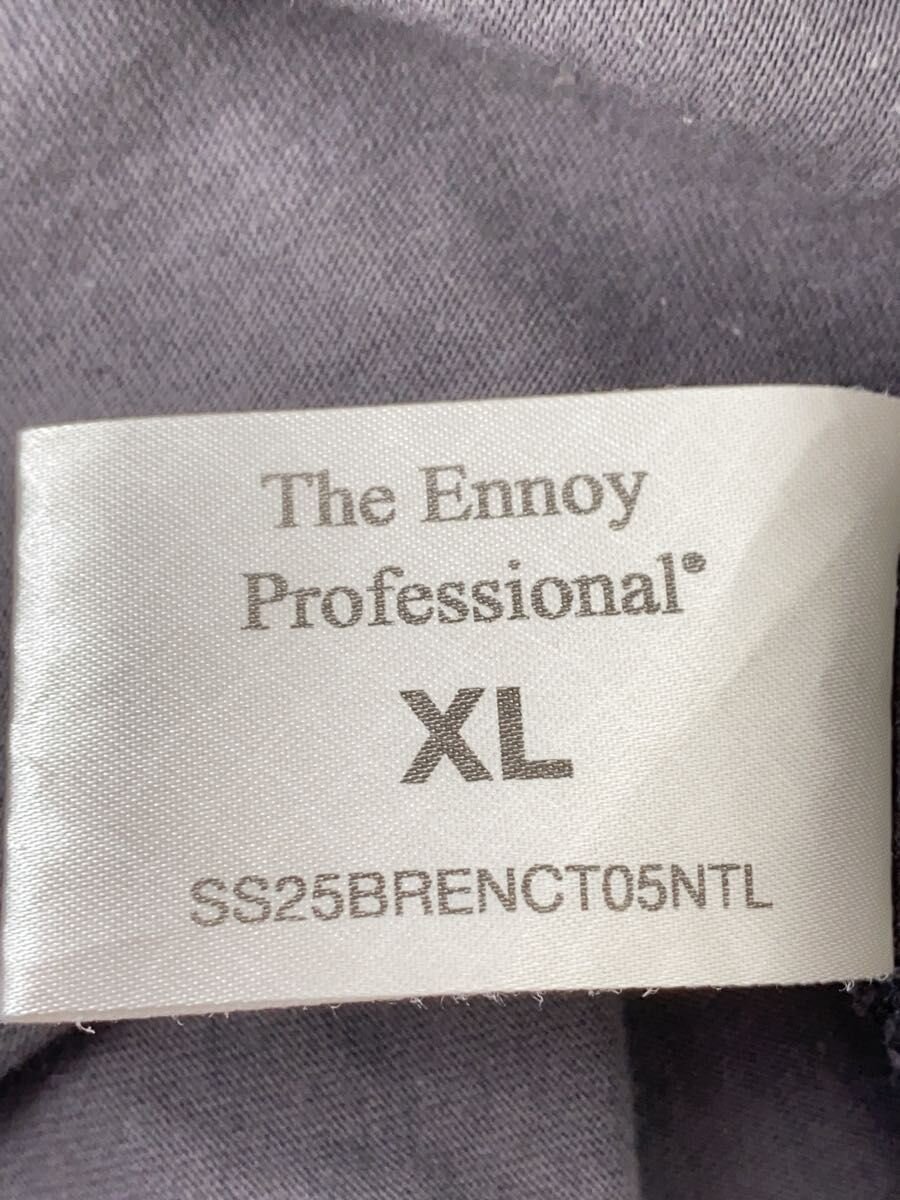 The Ennoy
Professional®
XL
SS25BRENCT05NTL